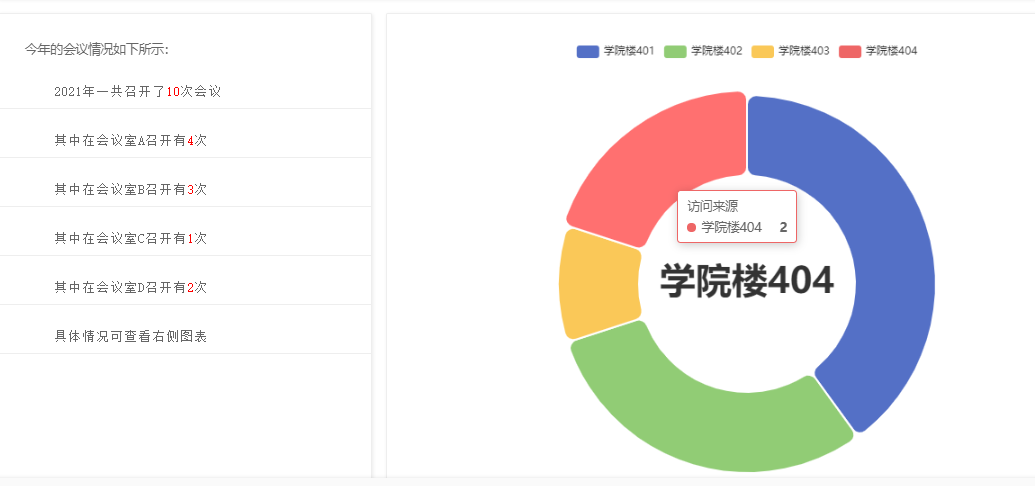 今年的会议情况如下所示：
2021年一共召开了10次会议
其中在会议室A召开有4次
其中在会议室B召开有3次
其中在会议室C召开有1次
其中在会议室D召开有2次
具体情况可查看右侧图表
学院楼401 学院楼402 学院楼403 学院楼404
访问来源
学院楼404 2
学院楼404